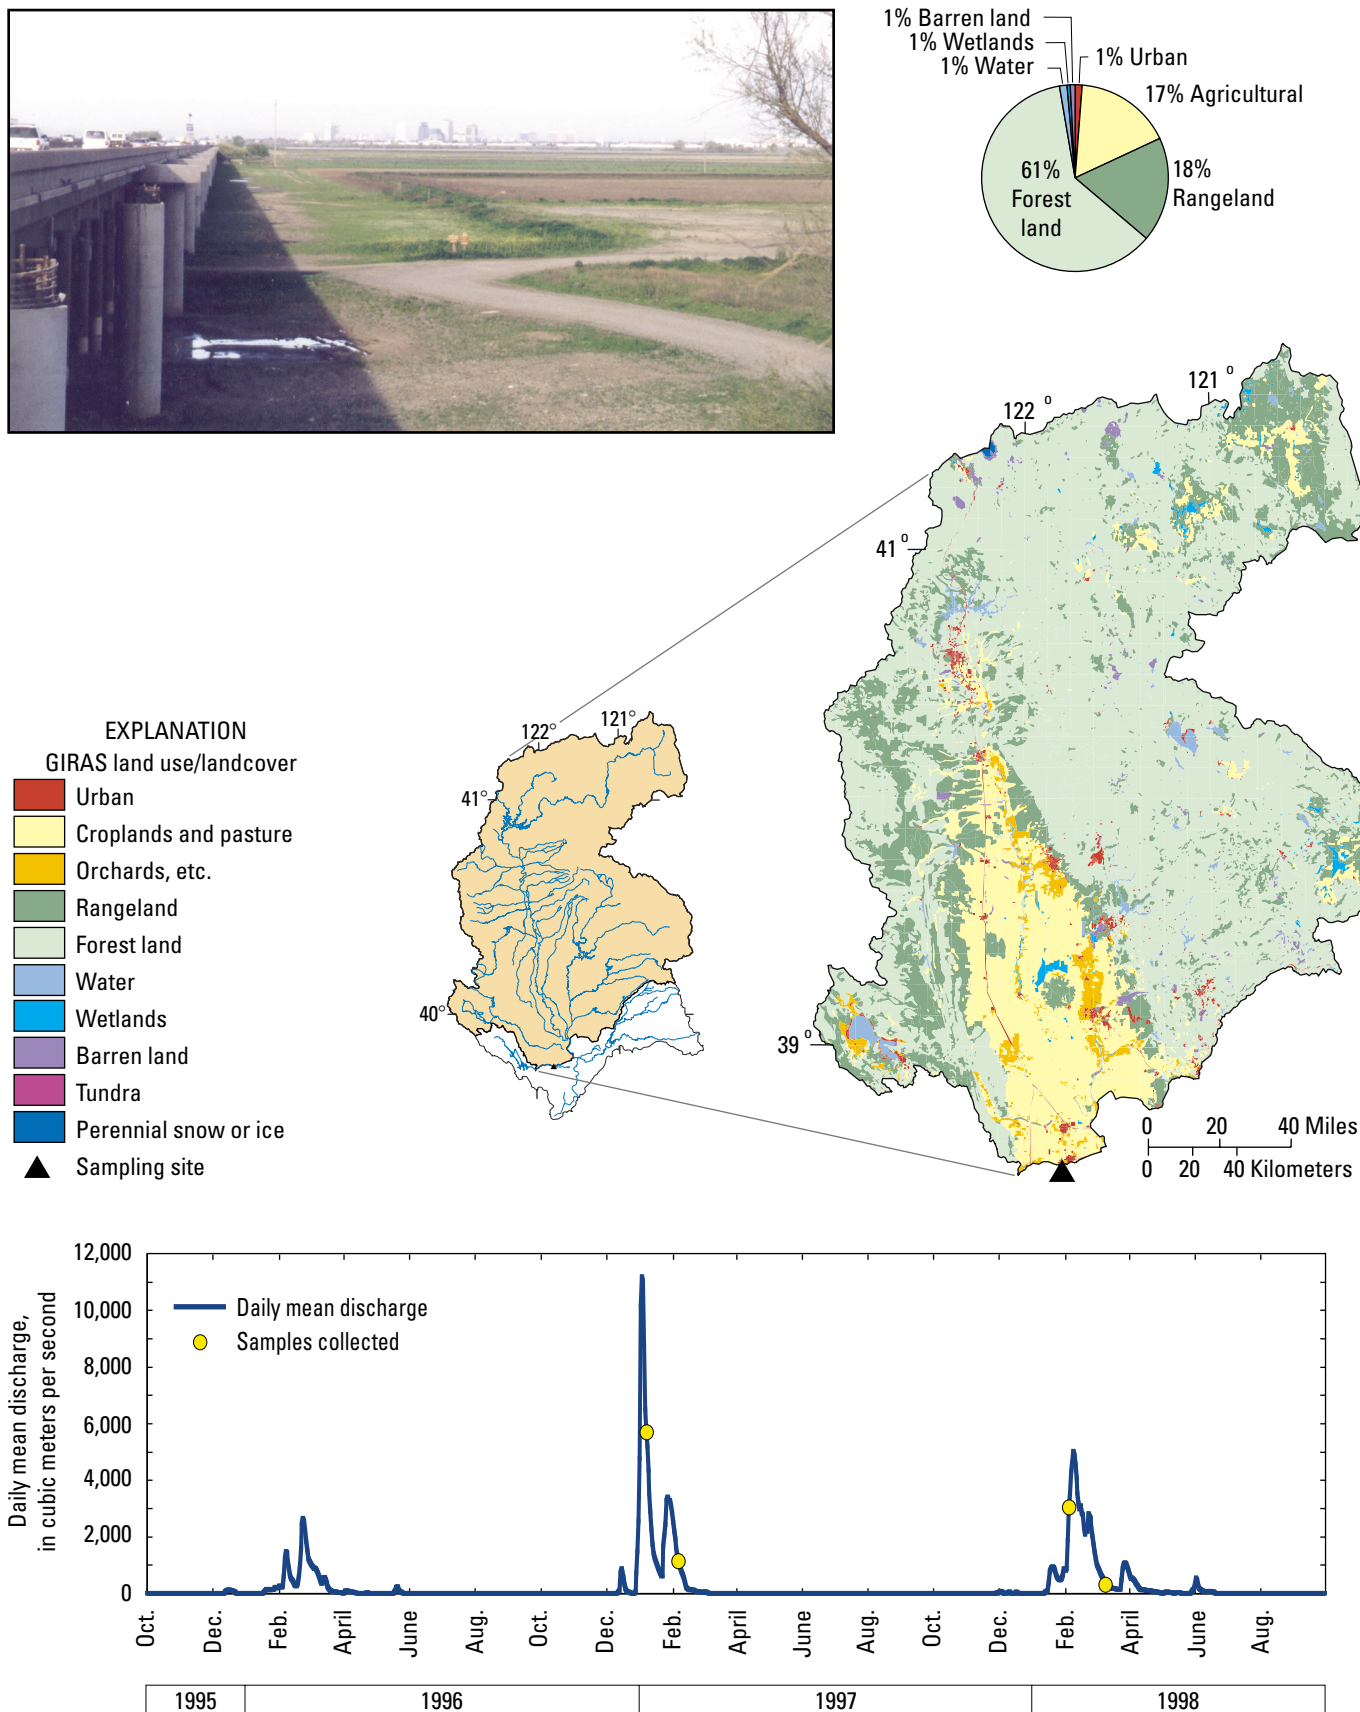 1% Barren land
1% Wetlands
1% Water
1% Urban
17% Agricultural
18%
Rangeland
61%
Forest
land
121 o
122 o
41 o
39 o
122°
121°
41°
40°
EXPLANATION
GIRAS land use/landcover
Urban
Croplands and pasture
Orchards, etc.
Rangeland
Forest land
Water
Wetlands
Barren land
Tundra
Perennial snow or ice
Sampling site
0 20 40 Miles
0 20 40 Kilometers
Daily mean discharge,
in cubic meters per second
12,000
10,000
8,000
6,000
4,000
2,000
0
Daily mean discharge
Samples collected
Oct. Dec. Feb. April June Aug. Oct. Dec. Feb. April June Aug. Oct. Dec. Feb. April June Aug.
1995 1996 1997 1998